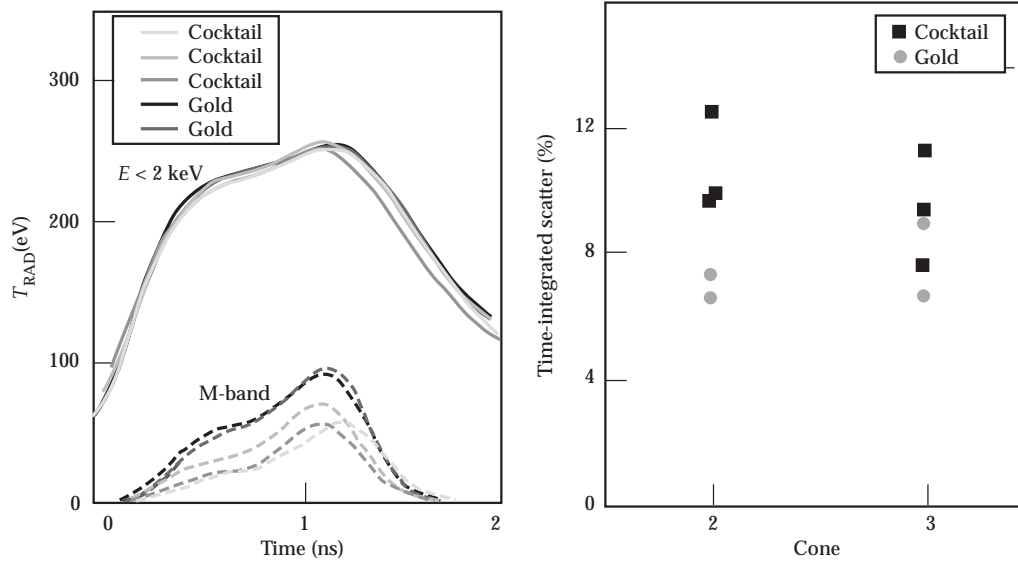 Cocktail
Cocktail
Cocktail
Gold
Gold
E < 2 keV
M-band
300
200
100
0
T_RAD(eV)
0 1 2
Time (ns)
Cocktail
Gold
12
8
4
0
Time-integrated scatter (%)
2 3
Cone